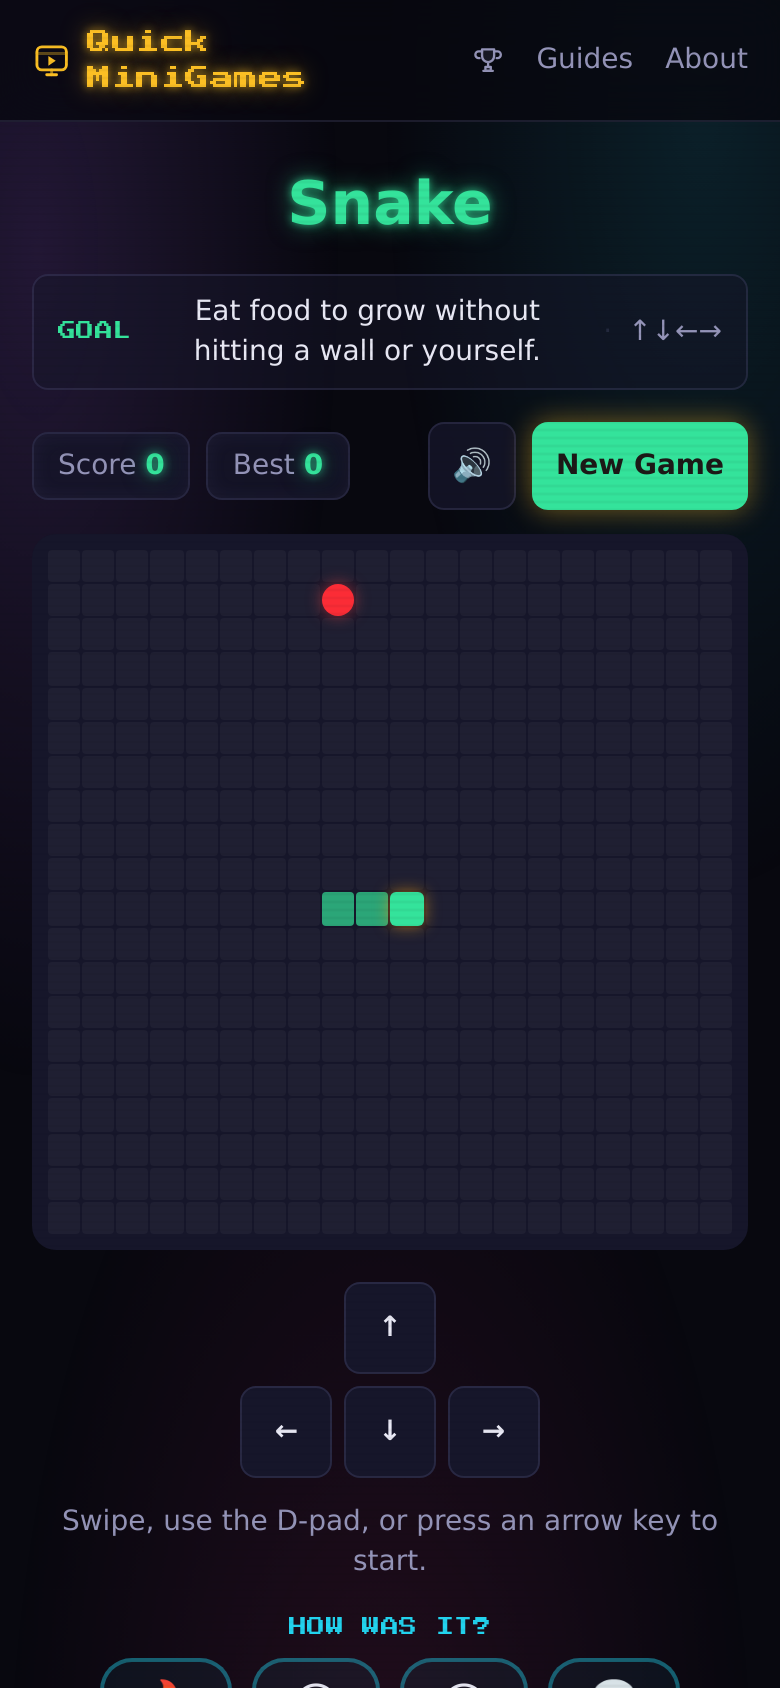 Quick
MiniGames
Guides
About
Snake
GOAL
Eat food to grow without
hitting a wall or yourself.
· ↑↓←→
Score 0
Best 0
New Game
↑
← ↓ →
Swipe, use the D-pad, or press an arrow key to
start.
HOW WAS IT?